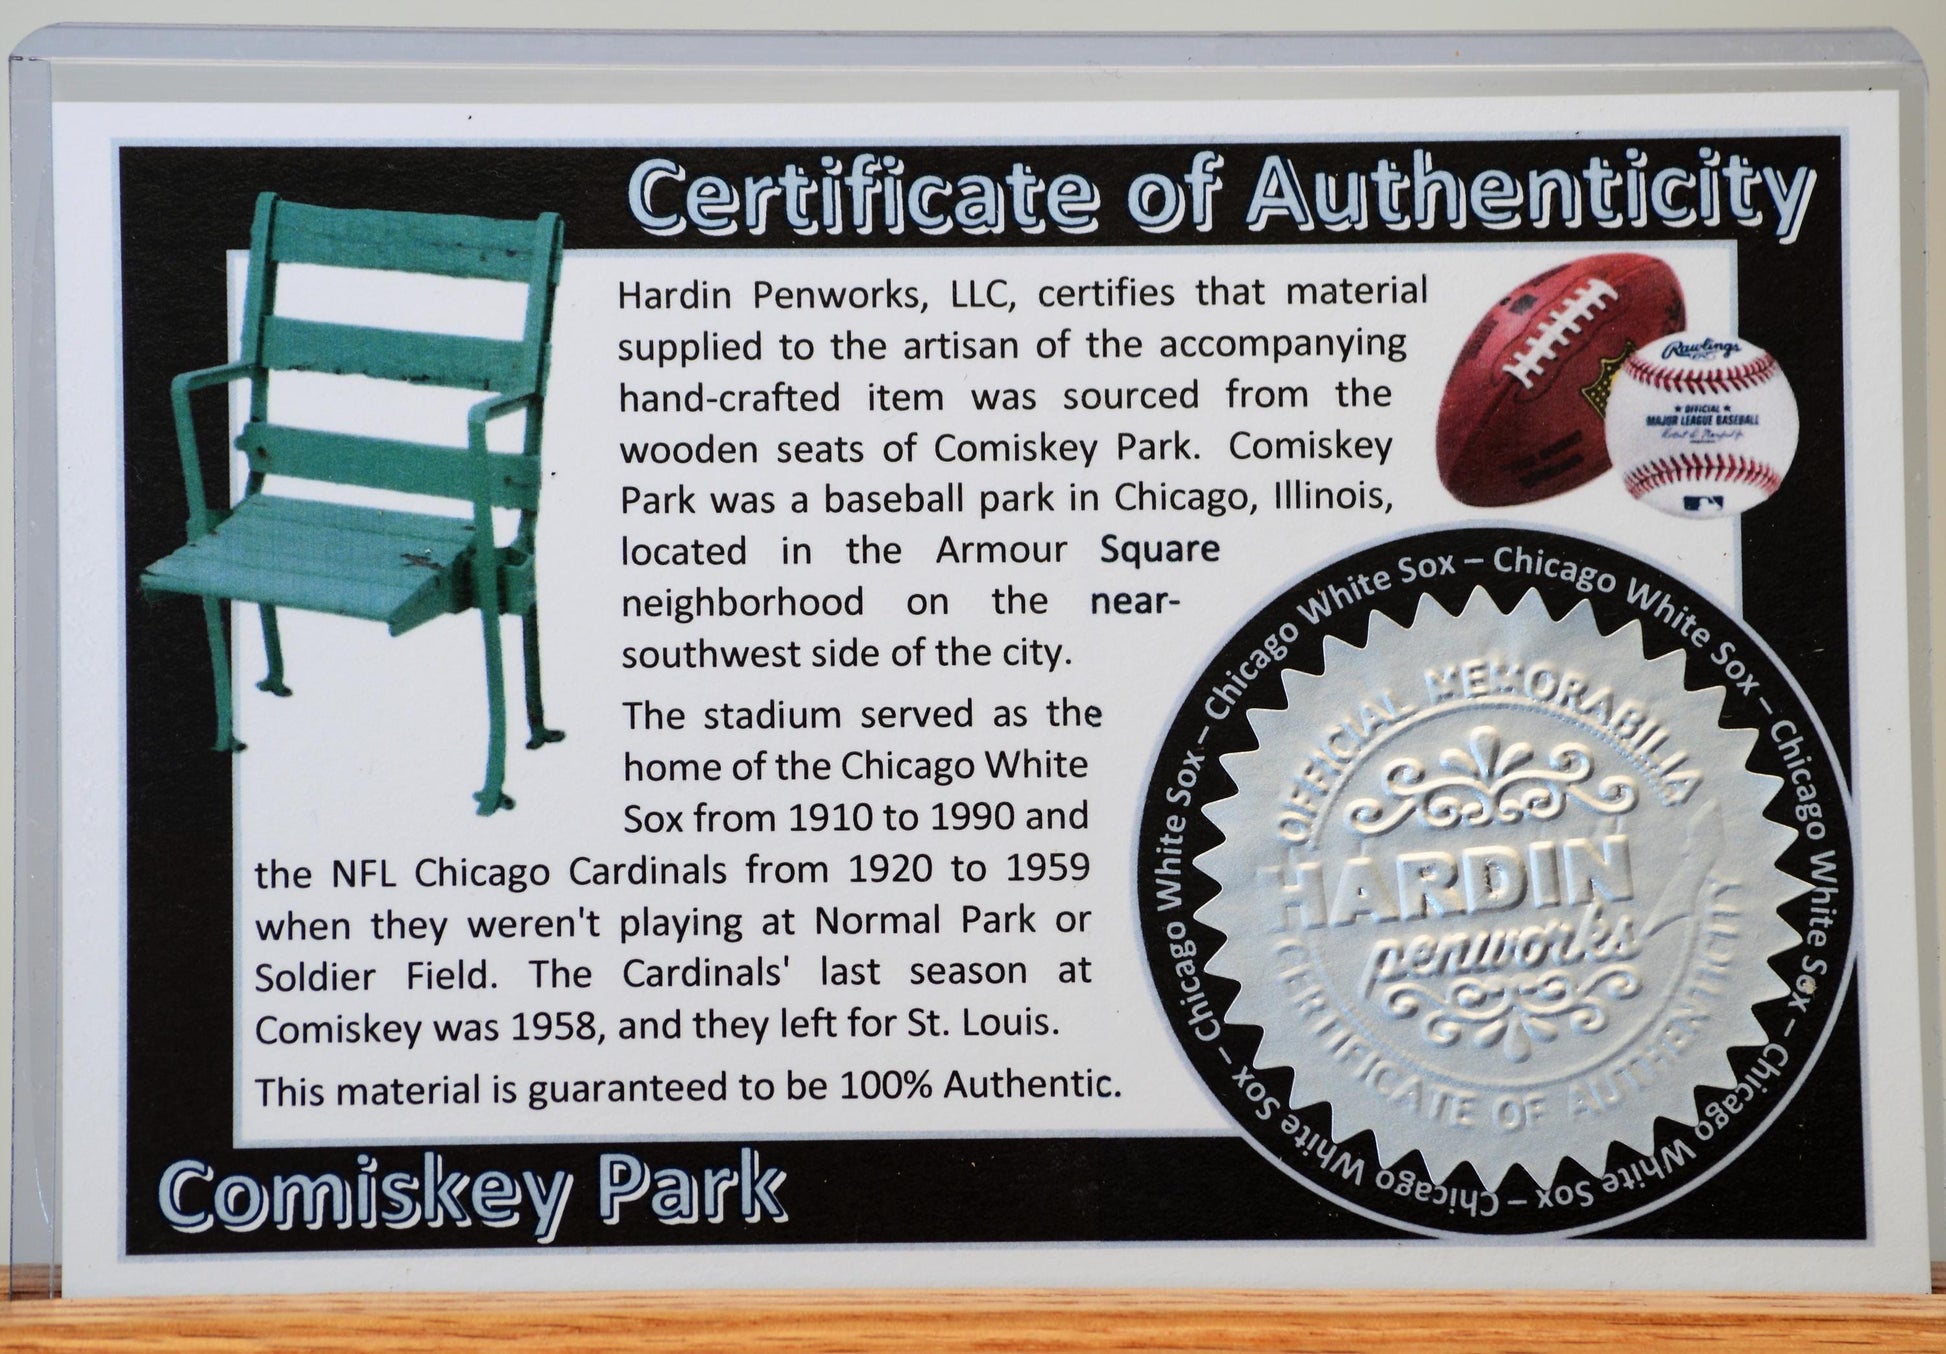 Certificate of Authenticity
Hardin Penworks, LLC, certifies that material
supplied to the artisan of the accompanying
hand-crafted item was sourced from the
wooden seats of Comiskey Park. Comiskey
Park was a baseball park in Chicago, Illinois,
located in the Armour Square
neighborhood on the near-
southwest side of the city.
The stadium served as the
home of the Chicago White
Sox from 1910 to 1990 and
the NFL Chicago Cardinals from 1920 to 1959
when they weren't playing at Normal Park or
Soldier Field. The Cardinals' last season at
Comiskey was 1958, and they left for St. Louis.
This material is guaranteed to be 100% Authentic.
Comiskey Park
Rawlings
★ OFFICIAL ★
MAJOR LEAGUE BASEBALL
Chicago White Sox – Chicago White Sox – Chicago White Sox – Chicago White Sox – Chicago White Sox – Chicago White Sox – Chicago White Sox –
OFFICIAL MEMORABILIA
HARDIN
penworks
CERTIFICATE OF AUTHENTICITY